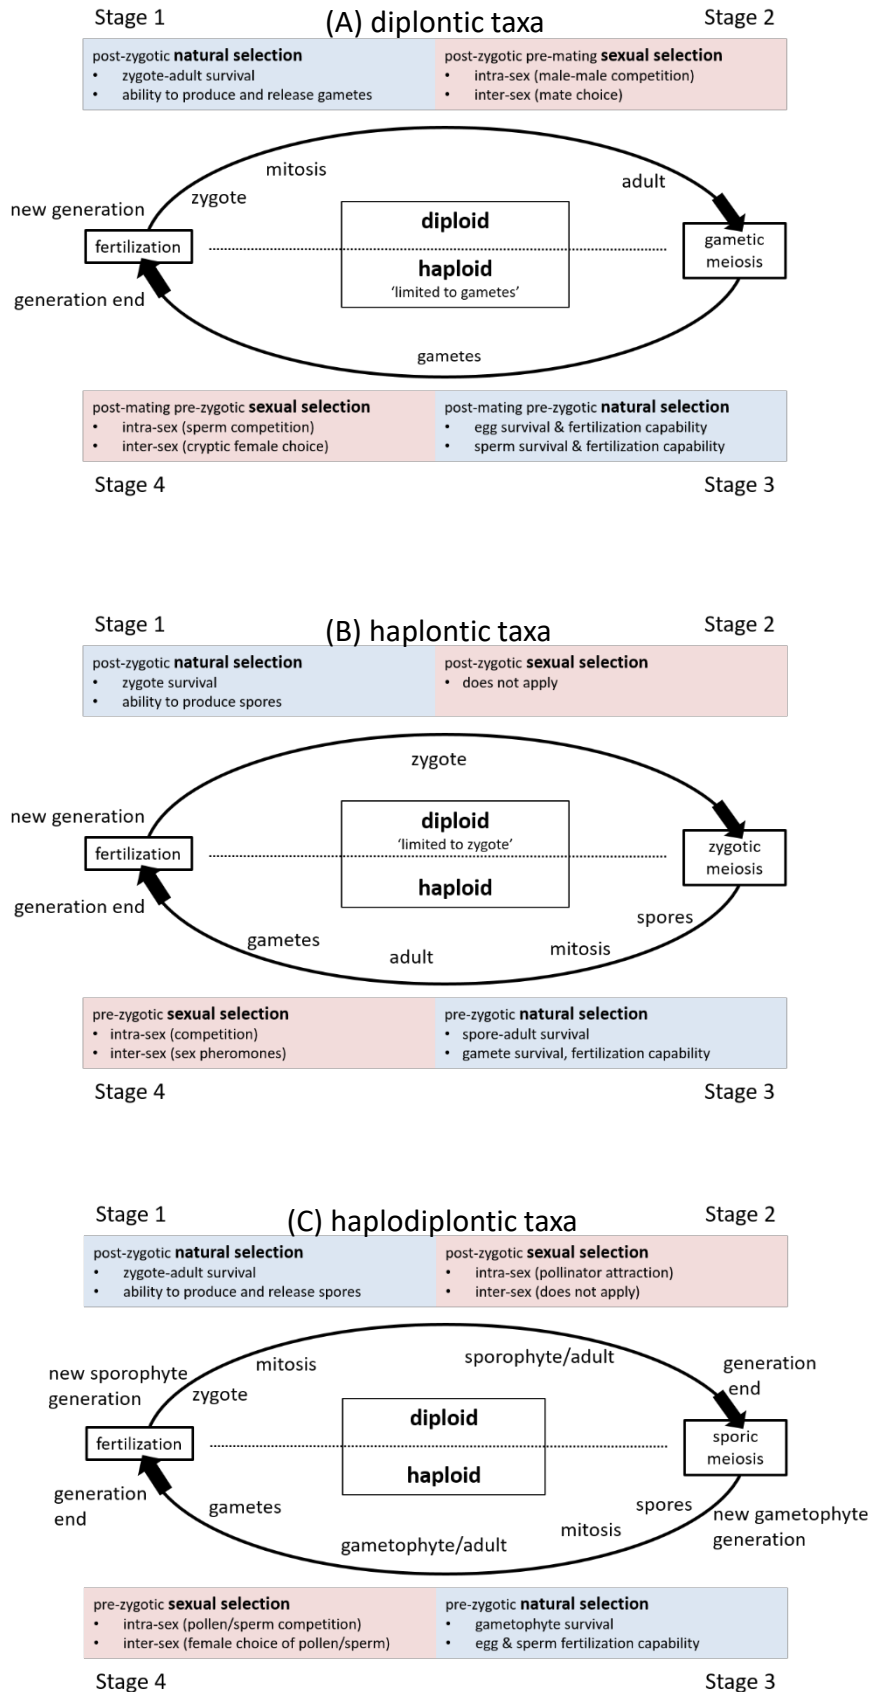 Stage 1
(A) diplontic taxa
Stage 2
post-zygotic natural selection
• zygote-adult survival
• ability to produce and release gametes
post-zygotic pre-mating sexual selection
• intra-sex (male-male competition)
• inter-sex (mate choice)
mitosis
zygote
adult
new generation
fertilization
generation end
diploid
haploid
'limited to gametes'
gametic
meiosis
gametes
post-mating pre-zygotic sexual selection
• intra-sex (sperm competition)
• inter-sex (cryptic female choice)
post-mating pre-zygotic natural selection
• egg survival & fertilization capability
• sperm survival & fertilization capability
Stage 4
Stage 3
Stage 1
(B) haplontic taxa
Stage 2
post-zygotic natural selection
• zygote survival
• ability to produce spores
post-zygotic sexual selection
• does not apply
zygote
new generation
fertilization
generation end
diploid
'limited to zygote'
haploid
zygotic
meiosis
spores
mitosis
adult
gametes
pre-zygotic sexual selection
• intra-sex (competition)
• inter-sex (sex pheromones)
pre-zygotic natural selection
• spore-adult survival
• gamete survival, fertilization capability
Stage 4
Stage 3
Stage 1
(C) haplodiplontic taxa
Stage 2
post-zygotic natural selection
• zygote-adult survival
• ability to produce and release spores
post-zygotic sexual selection
• intra-sex (pollinator attraction)
• inter-sex (does not apply)
mitosis
sporophyte/adult
new sporophyte
generation
zygote
generation
end
fertilization
diploid
haploid
sporic
meiosis
generation
end
gametes
gametophyte/adult
mitosis
spores
new gametophyte
generation
pre-zygotic sexual selection
• intra-sex (pollen/sperm competition)
• inter-sex (female choice of pollen/sperm)
pre-zygotic natural selection
• gametophyte survival
• egg & sperm fertilization capability
Stage 4
Stage 3